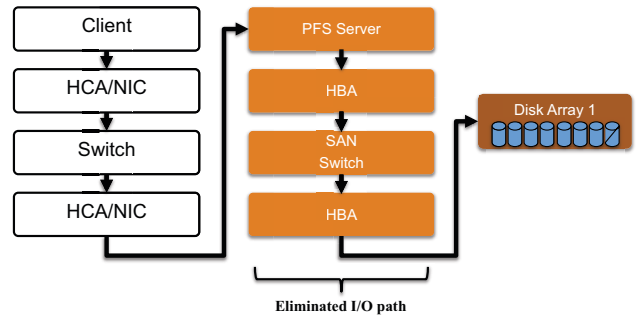 Client
HCA/NIC
Switch
HCA/NIC
PFS Server
HBA
SAN
Switch
HBA
Disk Array 1
Eliminated I/O path